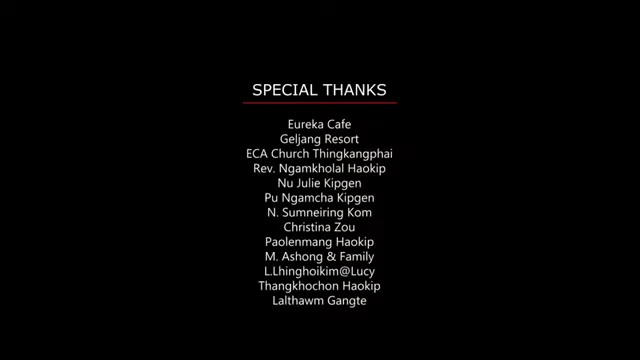 SPECIAL THANKS
Eureka Cafe
Geljang Resort
ECA Church Thingkangphai
Rev. Ngamkholal Haokip
Nu Julie Kipgen
Pu Ngamcha Kipgen
N. Sumneiring Kom
Christina Zou
Paolenmang Haokip
M. Ashong & Family
L.Lhinghoikim@Lucy
Thangkhochon Haokip
Lalthawm Gangte